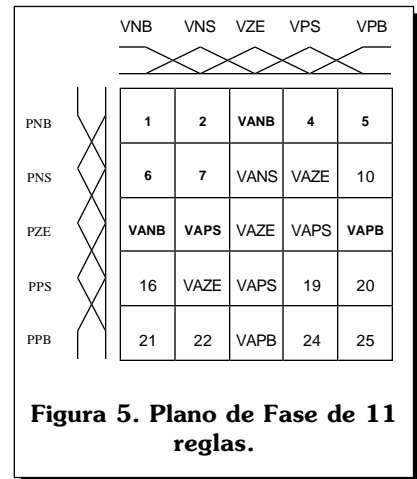 VNB VNS VZE VPS VPB
PNB 1 2 VANB 4 5
PNS 6 7 VANS VAZE 10
PZE VANB VAPS VAZE VAPS VAPB
PPS 16 VAZE VAPS 19 20
PPB 21 22 VAPB 24 25
Figura 5. Plano de Fase de 11
reglas.